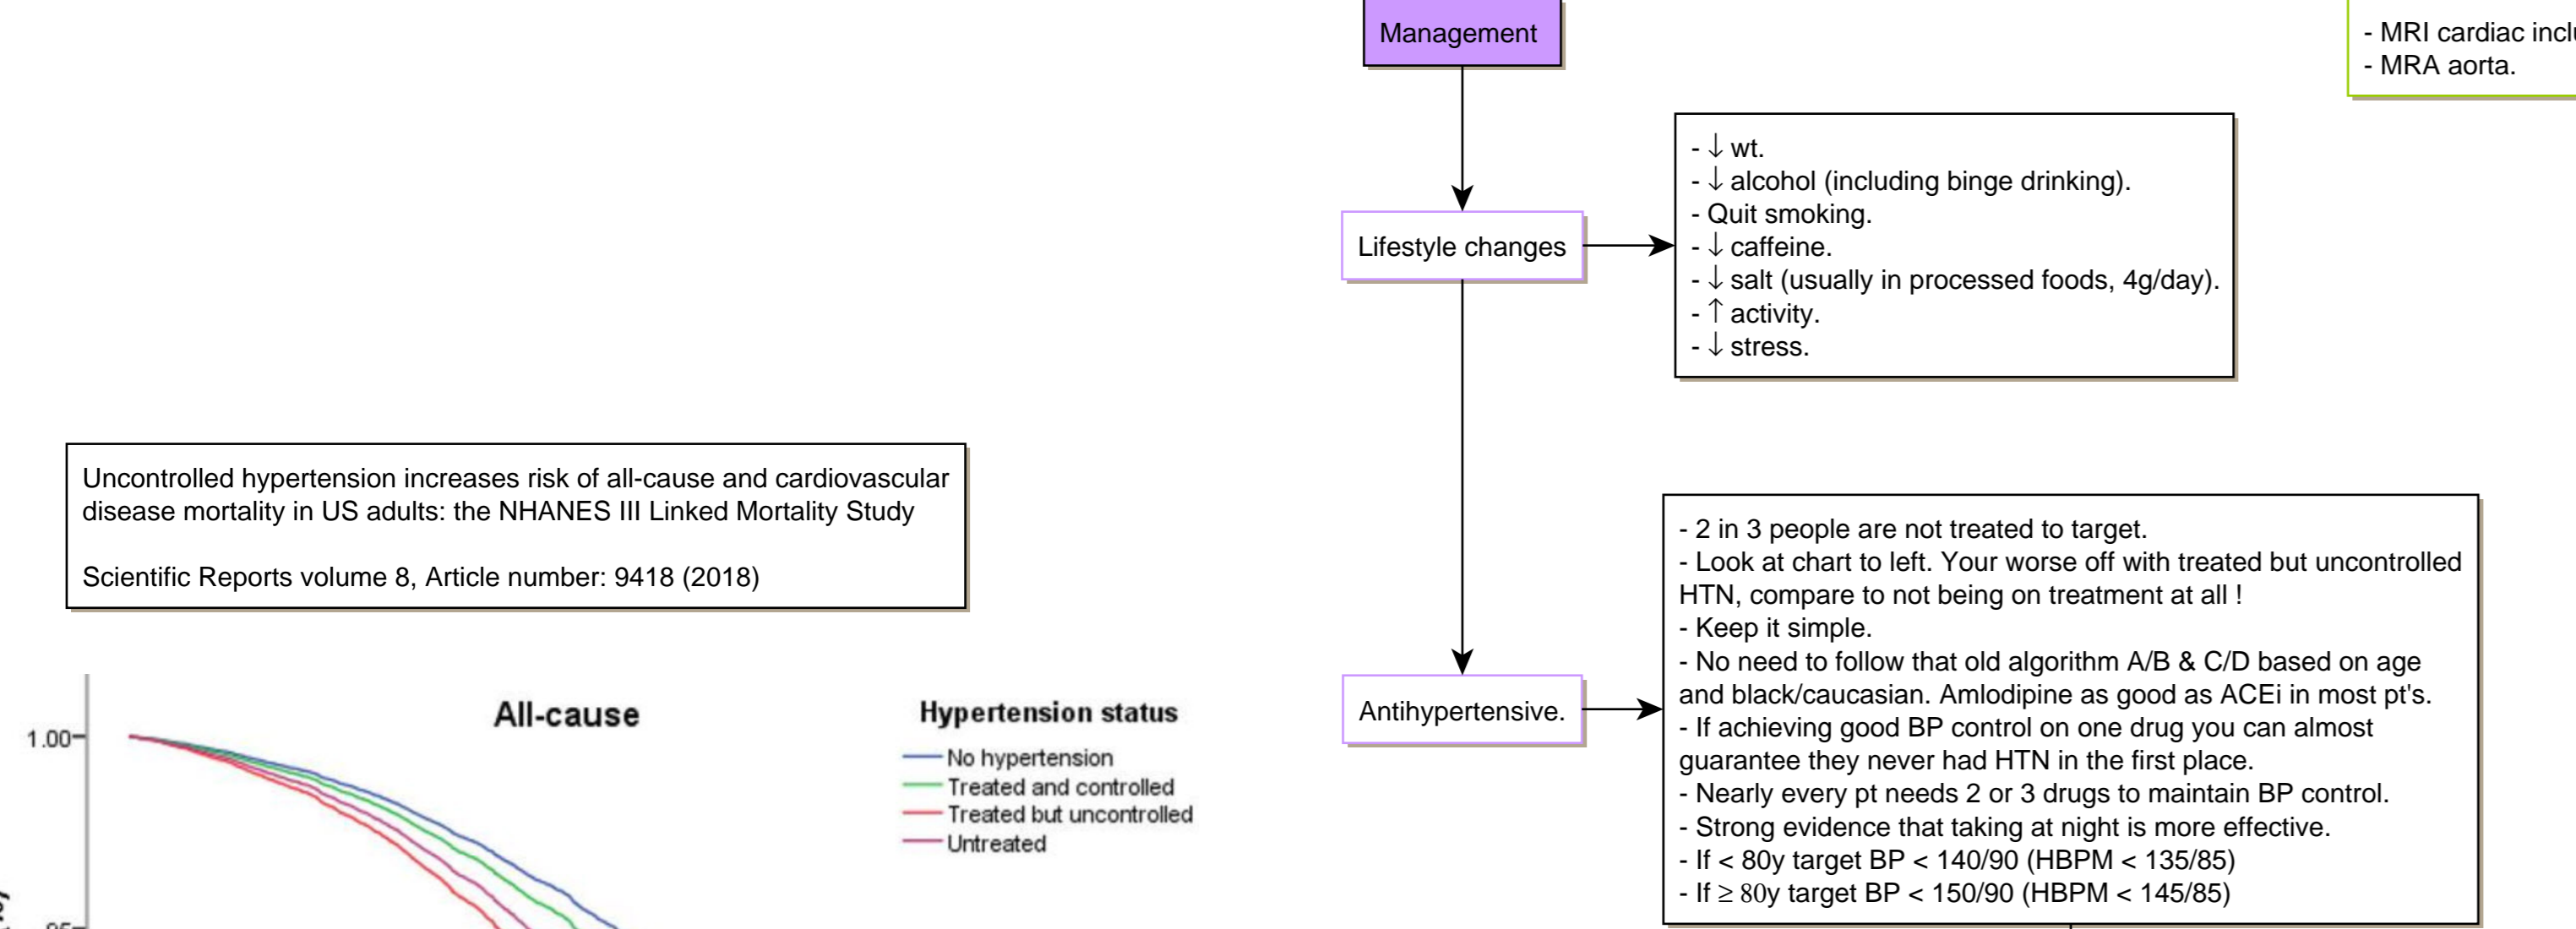 Management
- MRI cardiac
- MRA aorta.
- ↓ wt.
- ↓ alcohol (including binge drinking).
- Quit smoking.
- ↓ caffeine.
- ↓ salt (usually in processed foods, 4g/day).
- ↑ activity.
- ↓ stress.
Lifestyle changes
Uncontrolled hypertension increases risk of all-cause and cardiovascular
disease mortality in US adults: the NHANES III Linked Mortality Study
Scientific Reports volume 8, Article number: 9418 (2018)
- 2 in 3 people are not treated to target.
- Look at chart to left. Your worse off with treated but uncontrolled
HTN, compare to not being on treatment at all !
- Keep it simple.
- No need to follow that old algorithm A/B & C/D based on age
and black/caucasian. Amlodipine as good as ACEi in most pt's.
- If achieving good BP control on one drug you can almost
guarantee they never had HTN in the first place.
- Nearly every pt needs 2 or 3 drugs to maintain BP control.
- Strong evidence that taking at night is more effective.
- If < 80y target BP < 140/90 (HBPM < 135/85)
- If ≥ 80y target BP < 150/90 (HBPM < 145/85)
Antihypertensive.
All-cause
Hypertension status
No hypertension
Treated and controlled
Treated but uncontrolled
Untreated
1.00